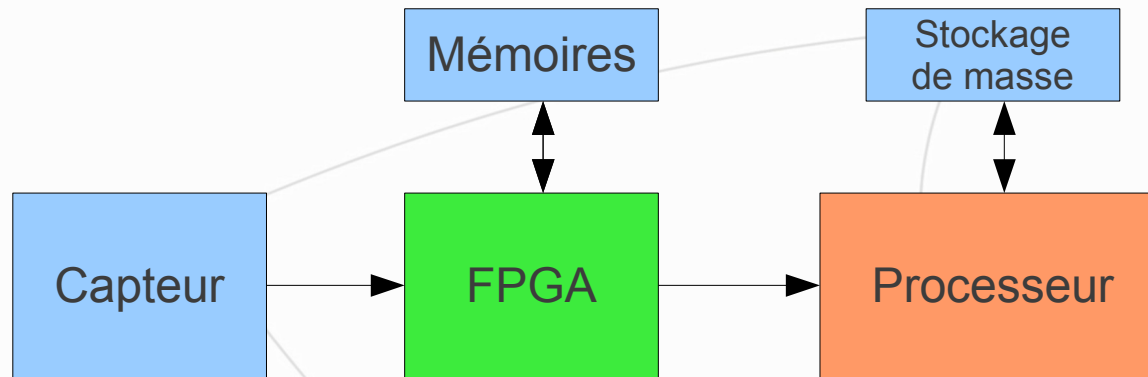 Mémoires
Stockage
de masse
Capteur
FPGA
Processeur